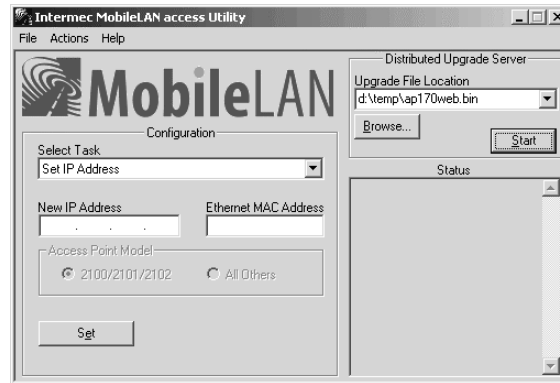 Intermec MobileLAN access Utility
File Actions Help
MobileLAN
Configuration
Select Task
Set IP Address
New IP Address Ethernet MAC Address
. . .
Access Point Model
2100/2101/2102 All Others
Set
Distributed Upgrade Server
Upgrade File Location
d:\temp\ap170web.bin
Browse...
Start
Status